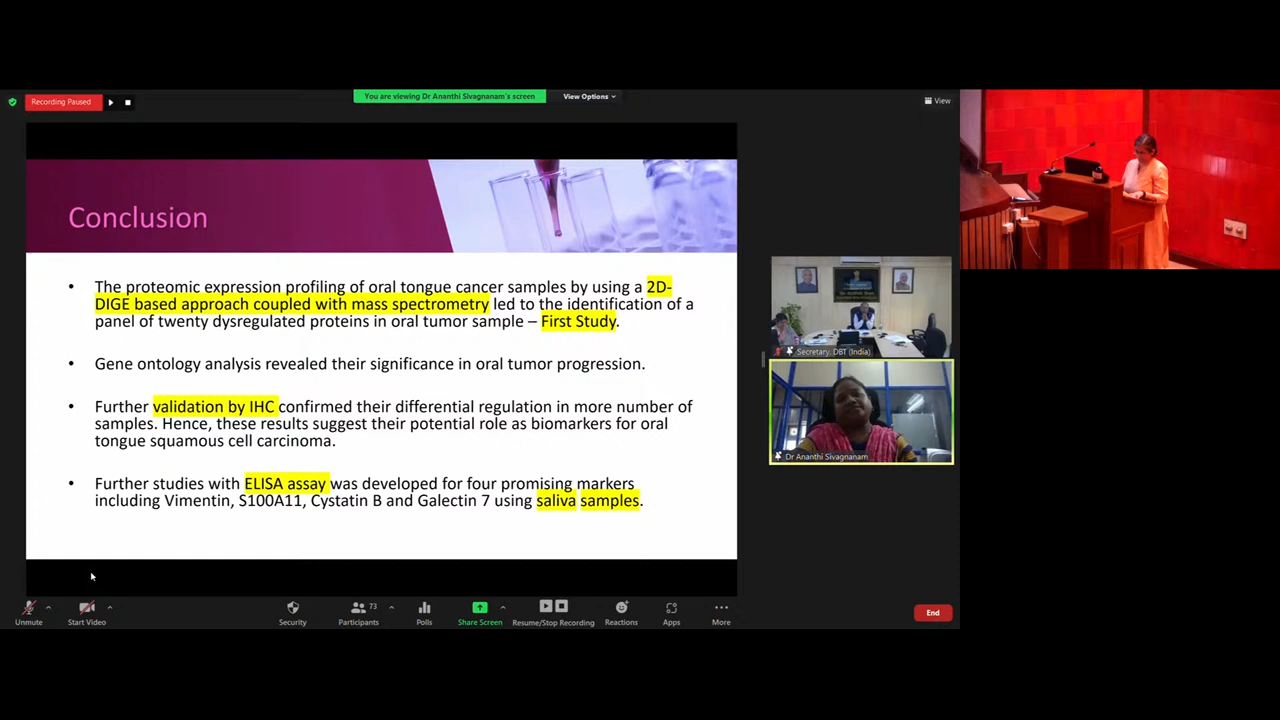 Recording Paused
You are viewing Dr Ananthi Sivagnanam's screen
View Options
View
Conclusion
• The proteomic expression profiling of oral tongue cancer samples by using a 2D-
DIGE based approach coupled with mass spectrometry led to the identification of a
panel of twenty dysregulated proteins in oral tumor sample – First Study.
• Gene ontology analysis revealed their significance in oral tumor progression.
• Further validation by IHC confirmed their differential regulation in more number of
samples. Hence, these results suggest their potential role as biomarkers for oral
tongue squamous cell carcinoma.
• Further studies with ELISA assay was developed for four promising markers
including Vimentin, S100A11, Cystatin B and Galectin 7 using saliva samples.
Secretary, DBT (India)
Dr Ananthi Sivagnanam
Unmute
Start Video
Security
73
Participants
Polls
Share Screen
Resume/Stop Recording
Reactions
Apps
More
End